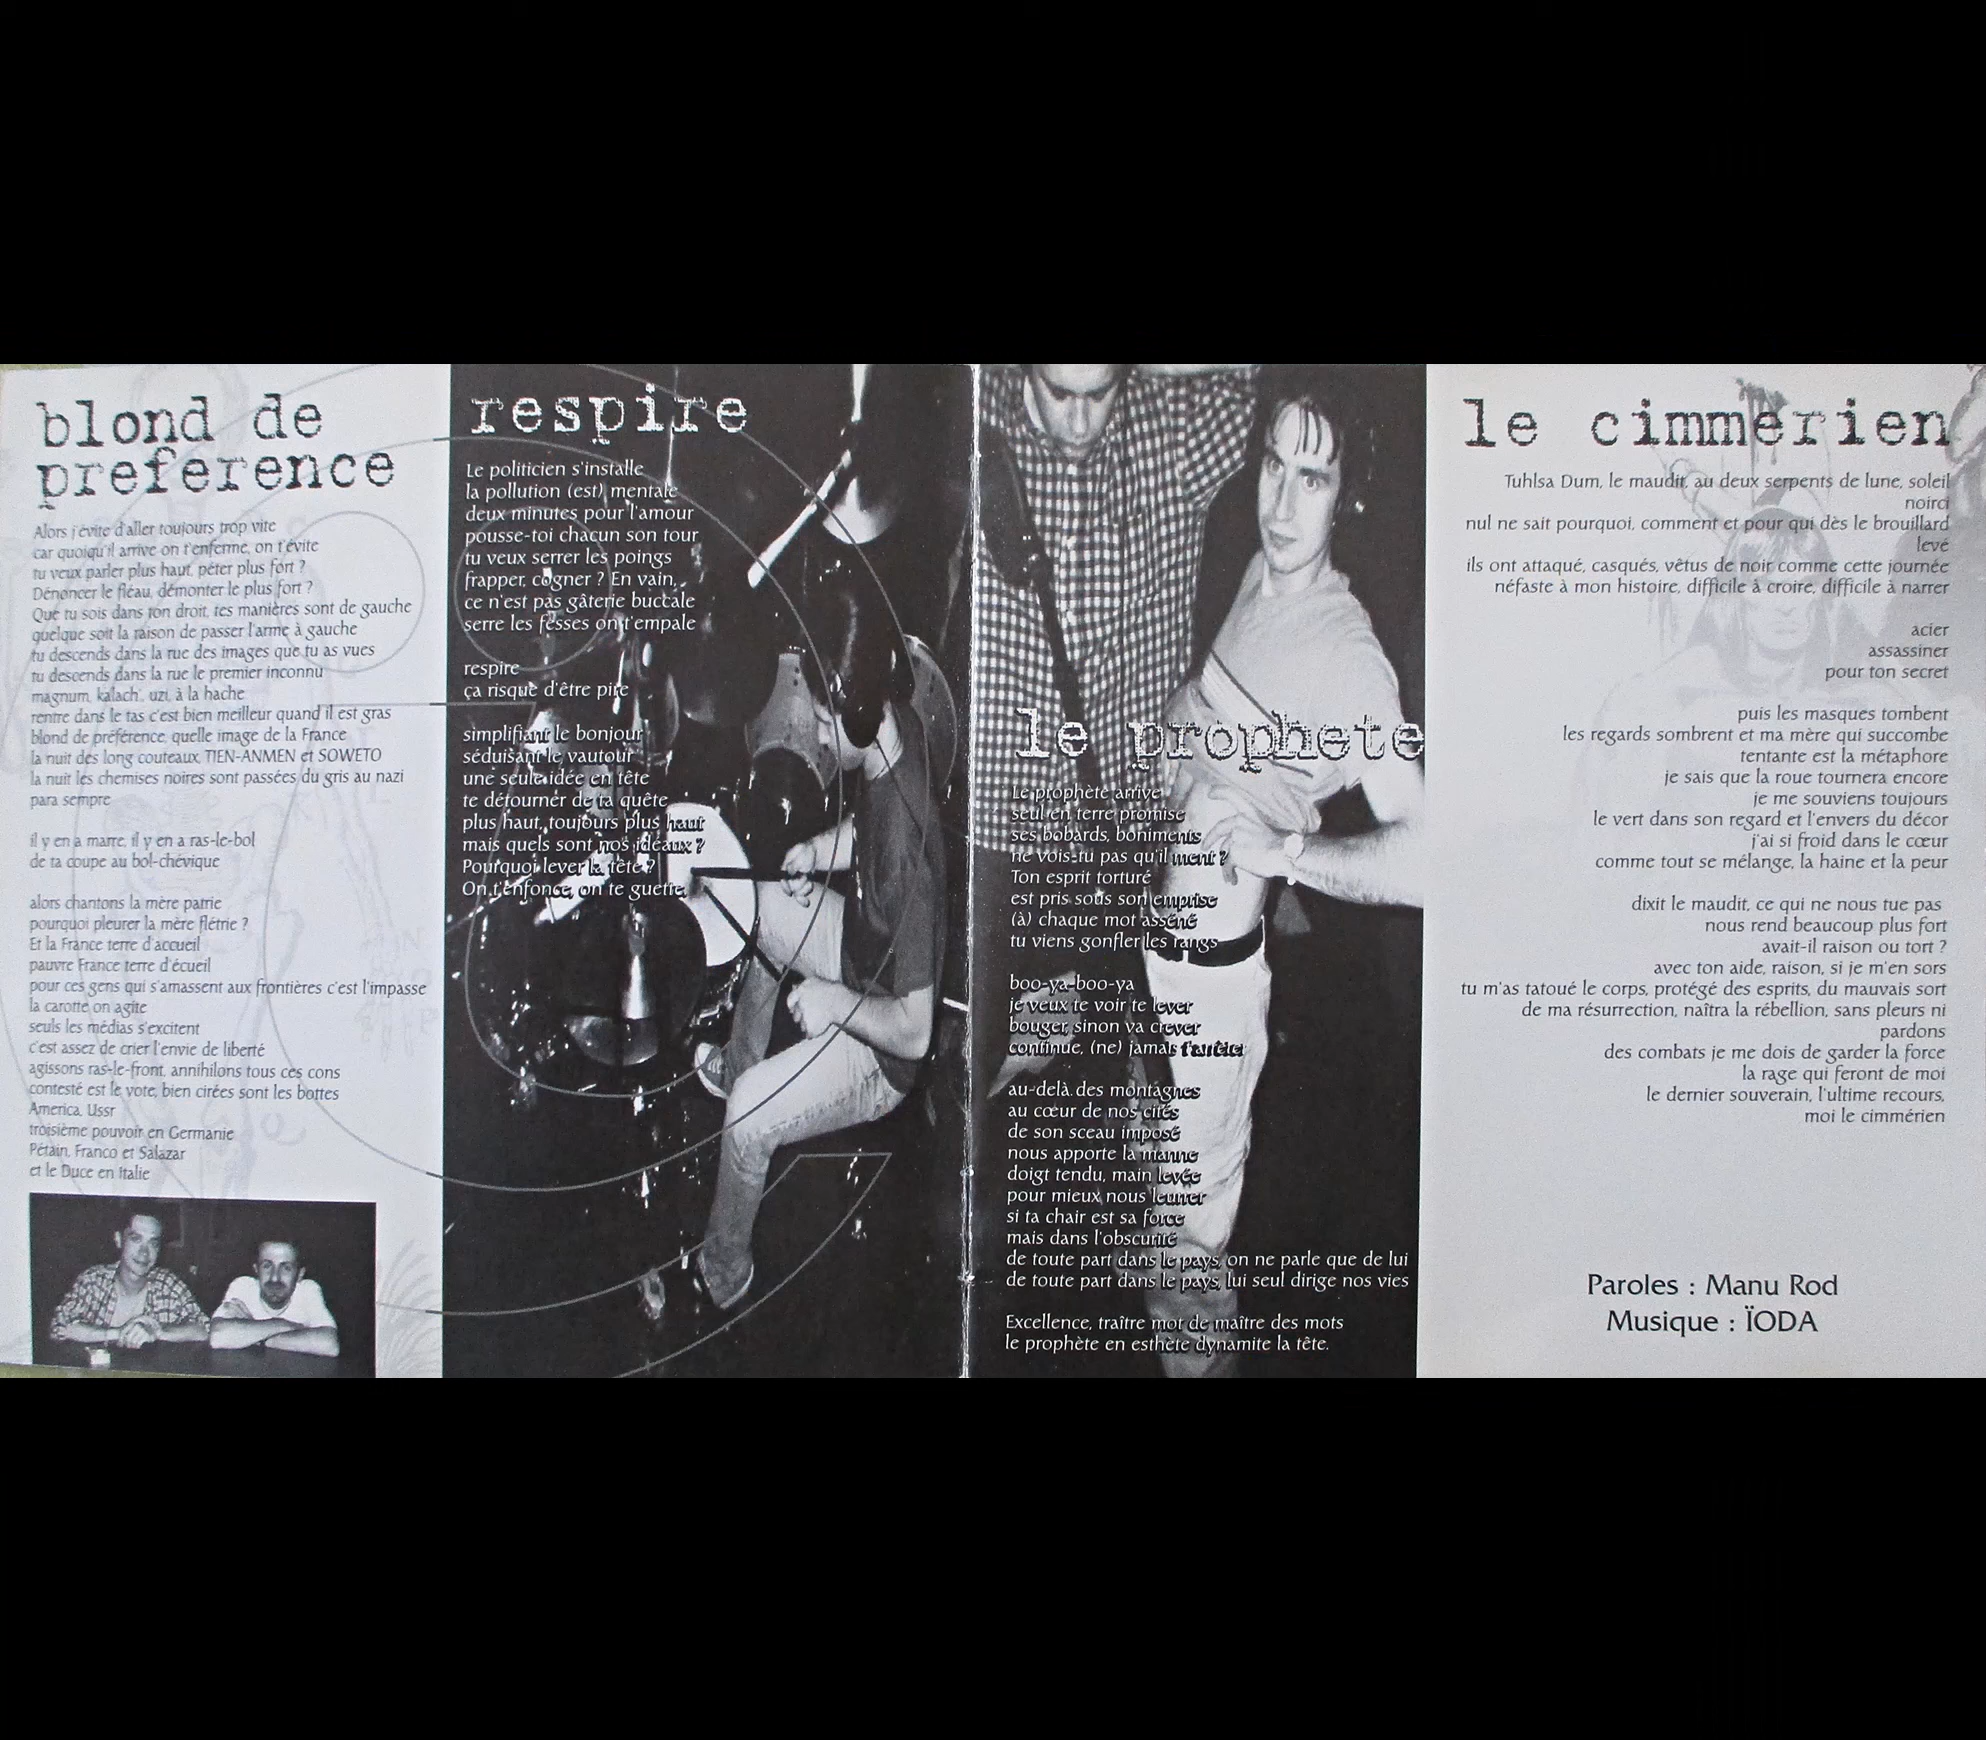 blond de
preference
Alors j'évite d'aller toujours trop vite
car quoiqu'il arrive on t'enferme, on t'évite
tu veux parler plus haut, péter plus fort ?
Dénoncer le fléau, démonter le plus fort ?
Que tu sois dans ton droit, tes manières sont de gauche
quelque soit la raison de passer l'arme à gauche
tu descends dans la rue des images que tu as vues
tu descends dans la rue le premier inconnu
magnum, kalach', uzi, à la hache
rentre dans le tas c'est bien meilleur quand il est gras
blond de préférence, quelle image de la France
la nuit des long couteaux, TIEN-ANMEN et SOWETO
la nuit les chemises noires sont passées du gris au nazi
para sempre
il y en a marre, il y en a ras-le-bol
de ta coupe au bol-chévique
alors chantons la mère patrie
pourquoi pleurer la mère flétrie ?
Et la France terre d'accueil
pauvre France terre d'écueil
pour ces gens qui s'amassent aux frontières c'est l'impasse
la carotte on agite
seuls les médias s'excitent
c'est assez de crier l'envie de liberté
agissons ras-le-front, annihilons tous ces cons
contesté est le vote, bien cirées sont les bottes
America, Ussr
troisième pouvoir en Germanie
Pétain, Franco et Salazar
et le Duce en Italie
respire
Le politicien s'installe
la pollution (est) mentale
deux minutes pour l'amour
pousse-toi chacun son tour
tu veux serrer les poings
frapper, cogner ? En vain,
ce n'est pas gâterie buccale
serre les fesses on t'empale
respire
ça risque d'être pire
simplifiant le bonjour
séduisant le vautour
une seule idée en tête
te détourner de ta quête
plus haut, toujours plus haut
mais quels sont nos idéaux ?
Pourquoi lever la tête ?
On t'enfonce, on te guette.
le prophete
Le prophète arrive
seul en terre promise
ses bobards, boniments
ne vois-tu pas qu'il ment ?
Ton esprit torturé
est pris sous son emprise
(à) chaque mot asséné
tu viens gonfler les rangs
boo-ya-boo-ya
je veux te voir te lever
bouger, sinon va crever
continue, (ne) jamais t'arrêter
au-delà des montagnes
au cœur de nos cités
de son sceau imposé
nous apporte la manne
doigt tendu, main levée
pour mieux nous leurrer
si ta chair est sa force
mais dans l'obscurité
de toute part dans le pays, on ne parle que de lui
de toute part dans le pays, lui seul dirige nos vies
Excellence, traître mot de maître des mots
le prophète en esthète dynamite la tête.
le cimmerien
Tuhlsa Dum, le maudit, au deux serpents de lune, soleil
noirci
nul ne sait pourquoi, comment et pour qui dès le brouillard
levé
ils ont attaqué, casqués, vêtus de noir comme cette journée
néfaste à mon histoire, difficile à croire, difficile à narrer
acier
assassiner
pour ton secret
puis les masques tombent
les regards sombrent et ma mère qui succombe
tentante est la métaphore
je sais que la roue tournera encore
je me souviens toujours
le vert dans son regard et l'envers du décor
j'ai si froid dans le cœur
comme tout se mélange, la haine et la peur
dixit le maudit, ce qui ne nous tue pas
nous rend beaucoup plus fort
avait-il raison ou tort ?
avec ton aide, raison, si je m'en sors
tu m'as tatoué le corps, protégé des esprits, du mauvais sort
de ma résurrection, naîtra la rébellion, sans pleurs ni
pardons
des combats je me dois de garder la force
la rage qui feront de moi
le dernier souverain, l'ultime recours,
moi le cimmérien
Paroles : Manu Rod
Musique : ÏODA